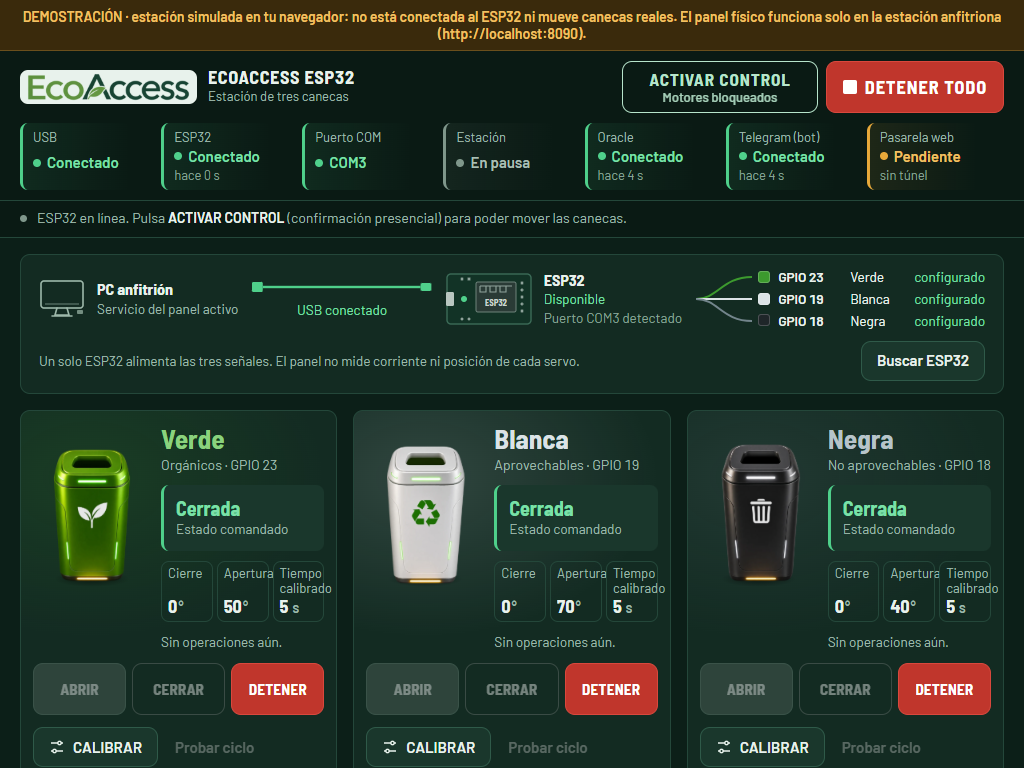 DEMOSTRACIÓN · estación simulada en tu navegador: no está conectada al ESP32 ni mueve canecas reales. El panel físico funciona solo en la estación anfitriona
(http://localhost:8090).
EcoAccess
ECOACCESS ESP32
Estación de tres canecas
ACTIVAR CONTROL
Motores bloqueados
DETENER TODO
USB
Conectado
ESP32
Conectado
hace 0 s
Puerto COM
COM3
Estación
En pausa
Oracle
Conectado
hace 4 s
Telegram (bot)
Conectado
hace 4 s
Pasarela web
Pendiente
sin túnel
ESP32 en línea. Pulsa ACTIVAR CONTROL (confirmación presencial) para poder mover las canecas.
PC anfitrión
Servicio del panel activo
USB conectado
ESP32
ESP32
Disponible
Puerto COM3 detectado
GPIO 23 Verde configurado
GPIO 19 Blanca configurado
GPIO 18 Negra configurado
Un solo ESP32 alimenta las tres señales. El panel no mide corriente ni posición de cada servo.
Buscar ESP32
Verde
Orgánicos · GPIO 23
Cerrada
Estado comandado
Cierre
0°
Apertura
50°
Tiempo
calibrado
5 s
Sin operaciones aún.
ABRIR
CERRAR
DETENER
CALIBRAR
Probar ciclo
Blanca
Aprovechables · GPIO 19
Cerrada
Estado comandado
Cierre
0°
Apertura
70°
Tiempo
calibrado
5 s
Sin operaciones aún.
ABRIR
CERRAR
DETENER
CALIBRAR
Probar ciclo
Negra
No aprovechables · GPIO 18
Cerrada
Estado comandado
Cierre
0°
Apertura
40°
Tiempo
calibrado
5 s
Sin operaciones aún.
ABRIR
CERRAR
DETENER
CALIBRAR
Probar ciclo